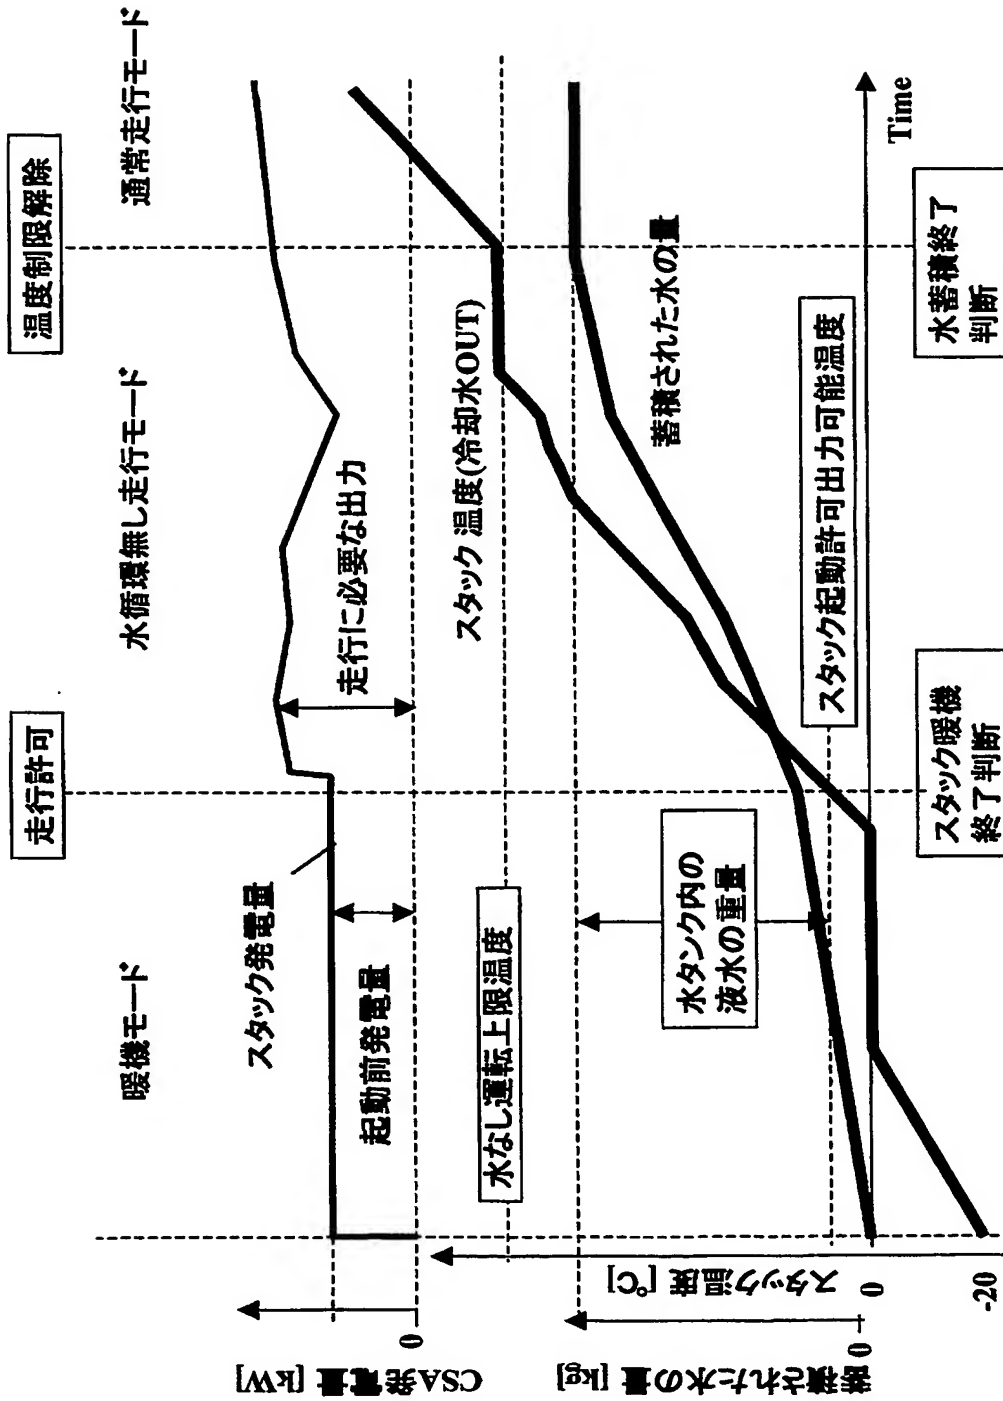 温度制限解除
走行許可
通常走行モード
水循環無し走行モード
暖機モード
スタック発電量
走行に必要な出力
起動前発電量
CSA発電量 [kW]
0
スタック温度(冷却水OUT)
水なし運転上限温度
蓄積された水の量
水タンク内の
液水の重量
スタック起動許可出力可能温度
スタック温度 [℃]
0
-20
蓄積された水の量 [kg]
0
Time
スタック暖機
終了判断
水蓄積終了
判断